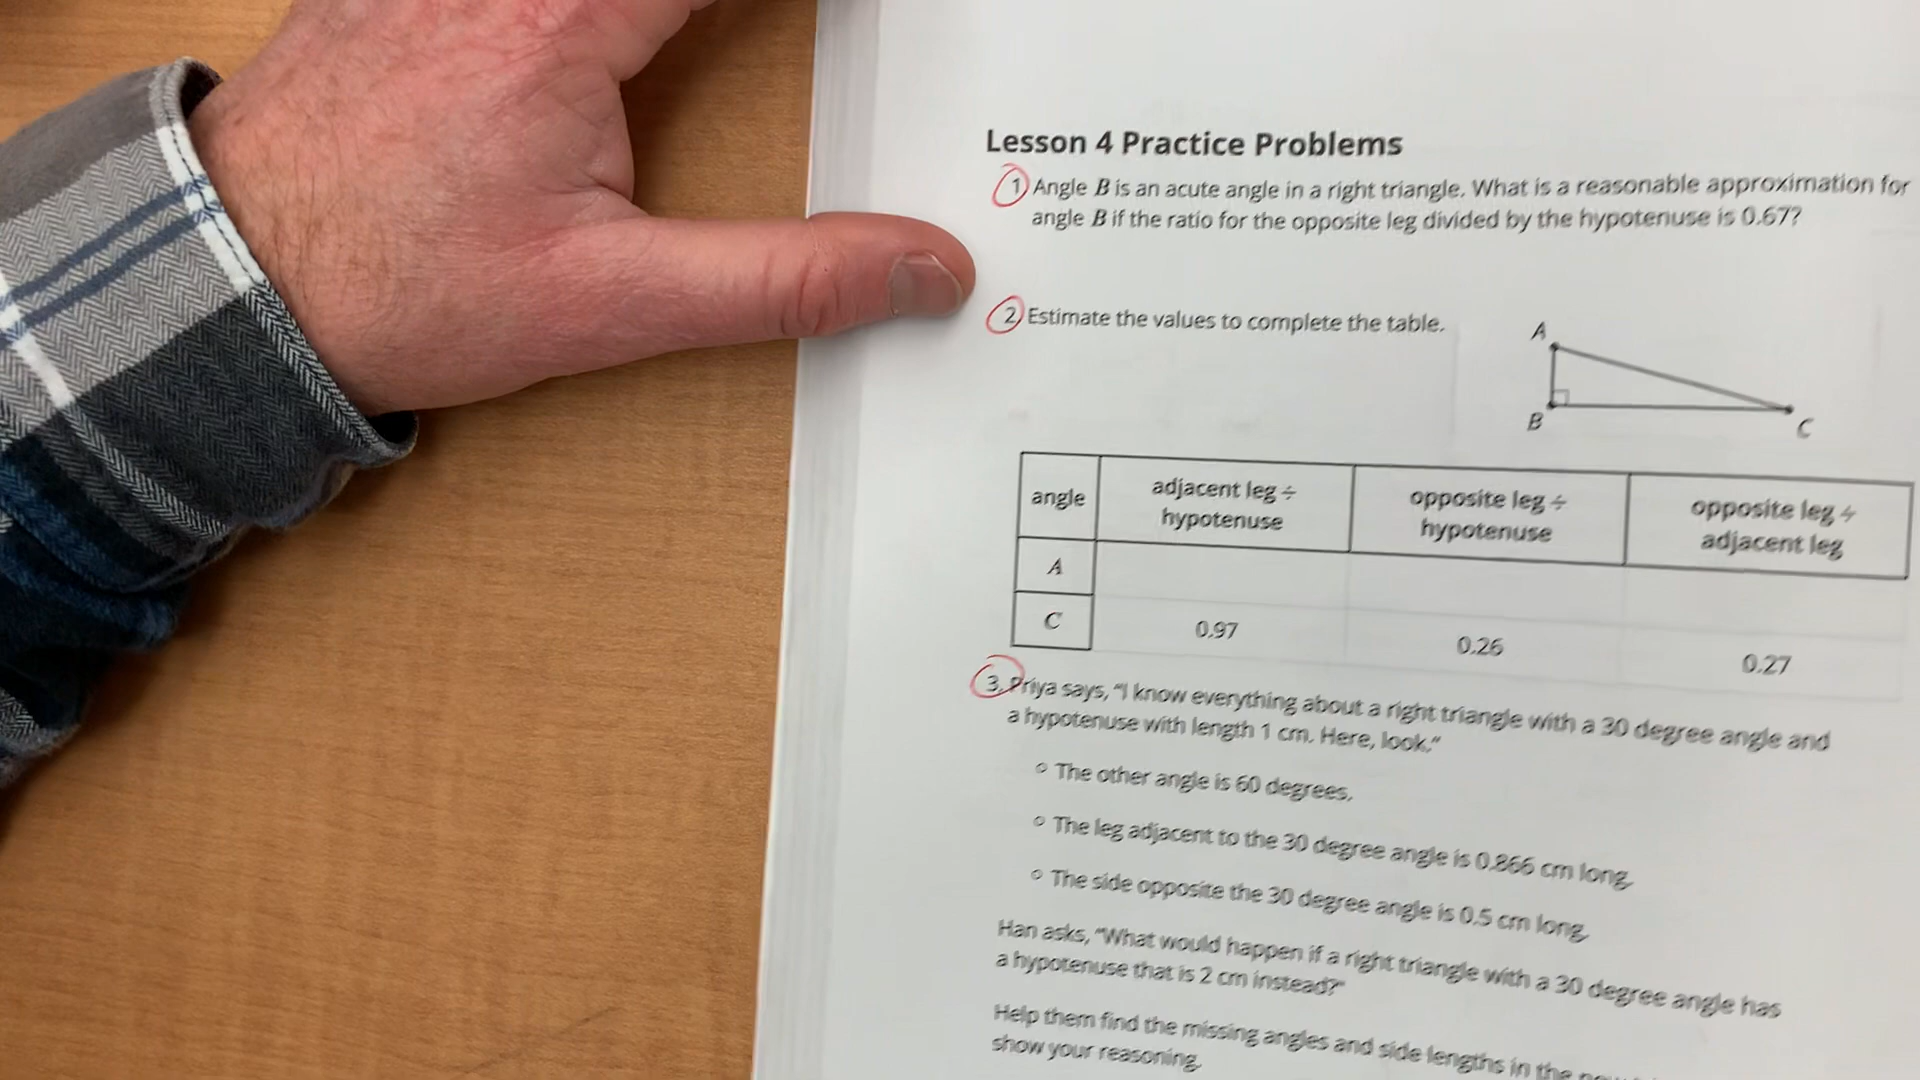 Lesson 4 Practice Problems
1. Angle B is an acute angle in a right triangle. What is a reasonable approximation for
angle B if the ratio for the opposite leg divided by the hypotenuse is 0.67?
2. Estimate the values to complete the table.
A
B
C
angle
adjacent leg ÷
hypotenuse
opposite leg ÷
hypotenuse
opposite leg ÷
adjacent leg
A
C
0.97
0.26
0.27
3. Priya says, "I know everything about a right triangle with a 30 degree angle and
a hypotenuse with length 1 cm. Here, look."
○ The other angle is 60 degrees.
○ The leg adjacent to the 30 degree angle is 0.866 cm long.
○ The side opposite the 30 degree angle is 0.5 cm long.
Han asks, "What would happen if a right triangle with a 30 degree angle has
a hypotenuse that is 2 cm instead?"
Help them find the missing angles and side lengths in the
show your reasoning.